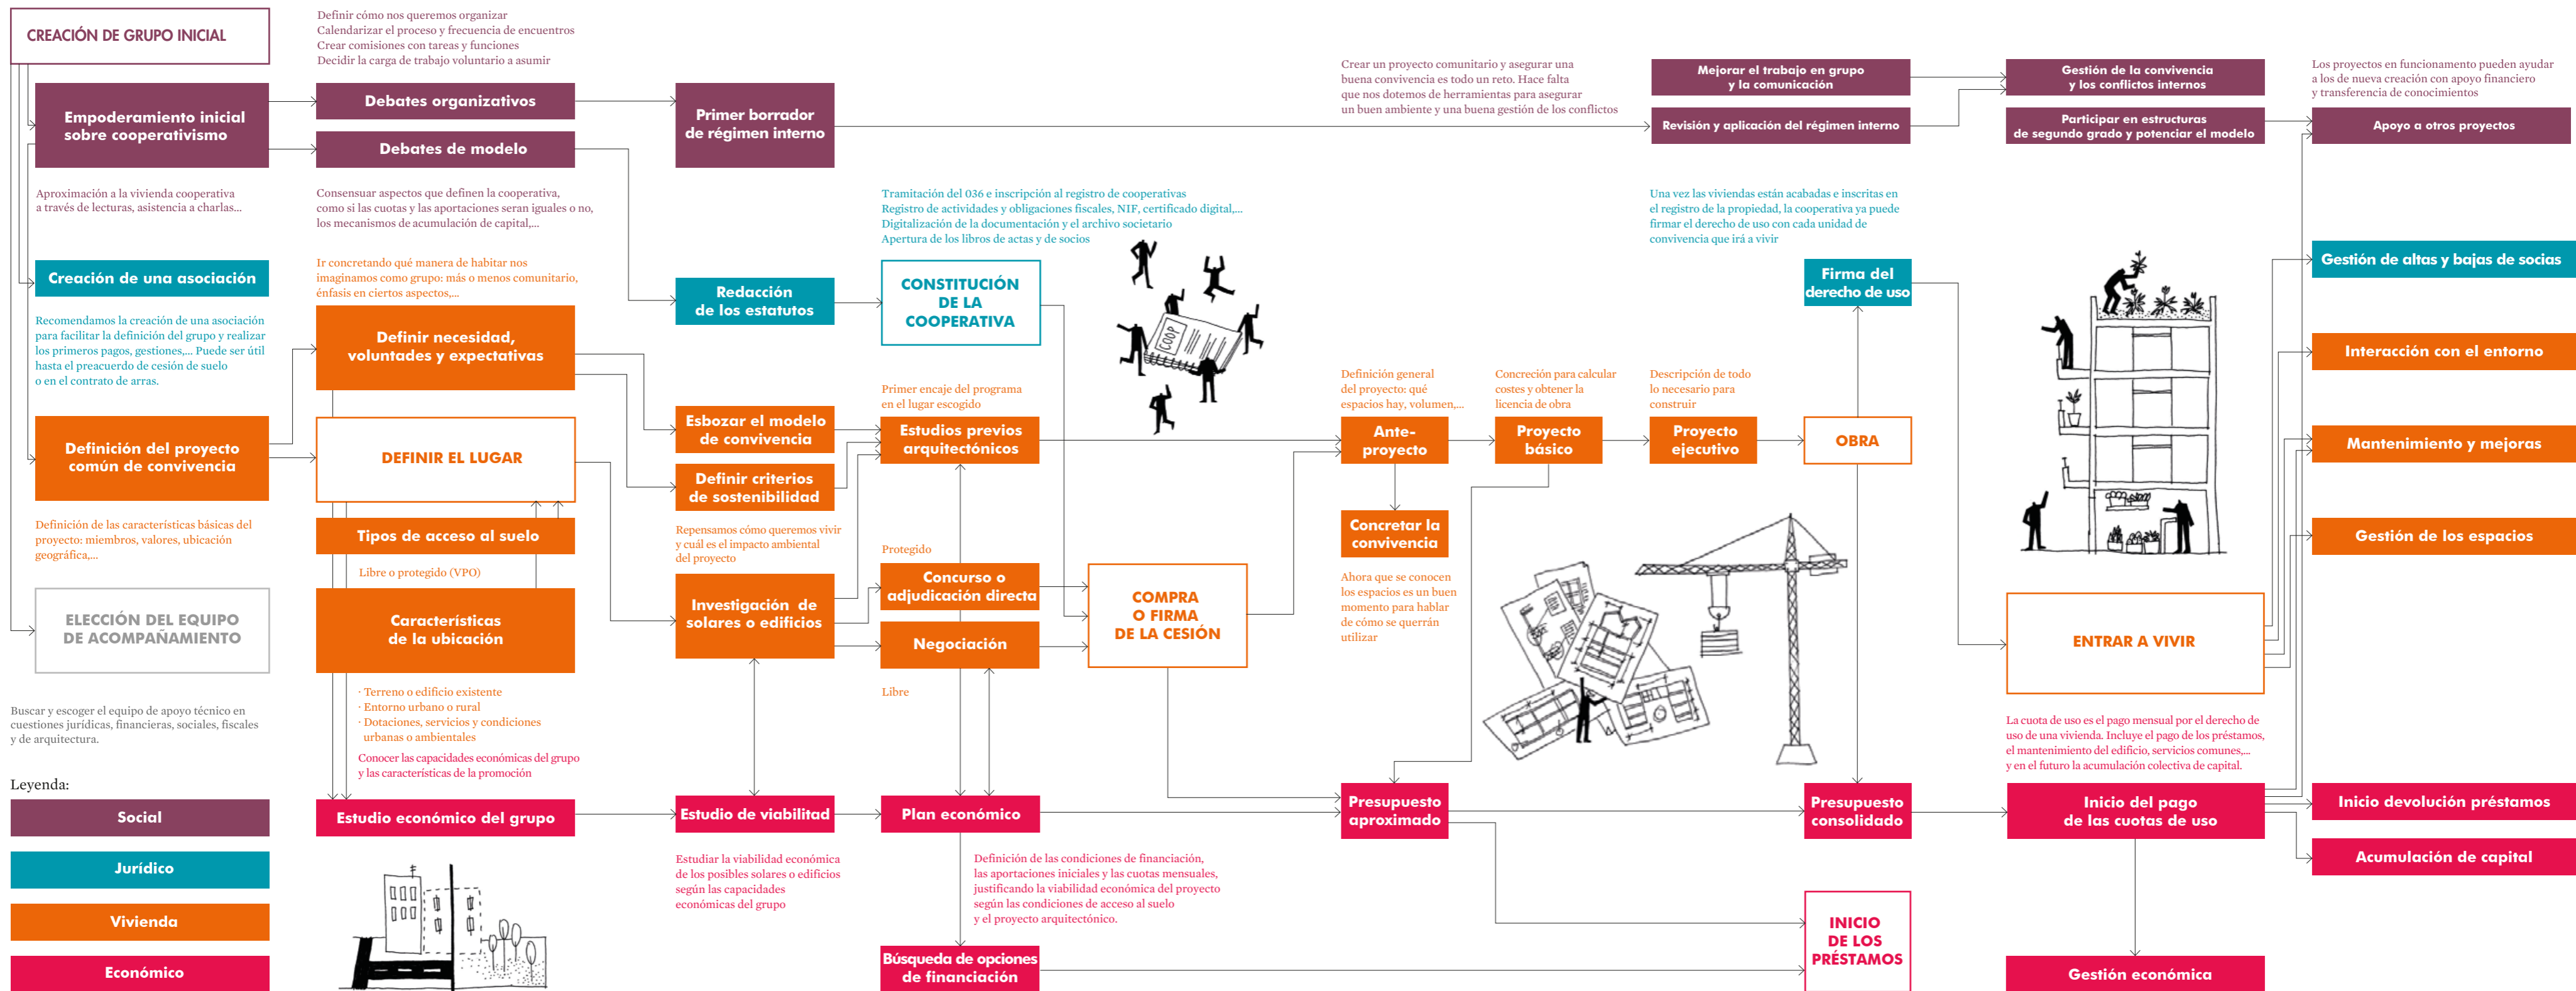 CREACIÓN DE GRUPO INICIAL
Empoderamiento inicial
sobre cooperativismo
Aproximación a la vivienda cooperativa
a través de lecturas, asistencia a charlas...
Creación de una asociación
Recomendamos la creación de una asociación
para facilitar la definición del grupo y realizar
los primeros pagos, gestiones,... Puede ser útil
hasta el preacuerdo de cesión de suelo
o en el contrato de arras.
Definición del proyecto
común de convivencia
Definición de las características básicas del
proyecto: miembros, valores, ubicación
geográfica,...
ELECCIÓN DEL EQUIPO
DE ACOMPAÑAMIENTO
Buscar y escoger el equipo de apoyo técnico en
cuestiones jurídicas, financieras, sociales, fiscales
y de arquitectura.
Leyenda:
Social
Jurídico
Vivienda
Económico
Definir cómo nos queremos organizar
Calendarizar el proceso y frecuencia de encuentros
Crear comisiones con tareas y funciones
Decidir la carga de trabajo voluntario a asumir
Debates organizativos
Debates de modelo
Consensuar aspectos que definen la cooperativa,
como si las cuotas y las aportaciones seran iguales o no,
los mecanismos de acumulación de capital,...
Ir concretando qué manera de habitar nos
imaginamos como grupo: más o menos comunitario,
énfasis en ciertos aspectos,...
Definir necesidad,
voluntades y expectativas
DEFINIR EL LUGAR
Tipos de acceso al suelo
Libre o protegido (VPO)
Características
de la ubicación
· Terreno o edificio existente
· Entorno urbano o rural
· Dotaciones, servicios y condiciones
urbanas o ambientales
Conocer las capacidades económicas del grupo
y las características de la promoción
Estudio económico del grupo
Primer borrador
de régimen interno
Redacción
de los estatutos
Esbozar el modelo
de convivencia
Definir criterios
de sostenibilidad
Repensamos cómo queremos vivir
y cuál es el impacto ambiental
del proyecto
Investigación de
solares o edificios
Estudio de viabilitad
Estudiar la viabilidad económica
de los posibles solares o edificios
según las capacidades
económicas del grupo
Tramitación del 036 e inscripción al registro de cooperativas
Registro de actividades y obligaciones fiscales, NIF, certificado digital,...
Digitalización de la documentación y el archivo societario
Apertura de los libros de actas y de socios
CONSTITUCIÓN
DE LA
COOPERATIVA
COOP
Primer encaje del programa
en el lugar escogido
Estudios previos
arquitectónicos
Protegido
Concurso o
adjudicación directa
Negociación
Libre
Plan económico
Definición de las condiciones de financiación,
las aportaciones iniciales y las cuotas mensuales,
justificando la viabilidad económica del proyecto
según las condiciones de acceso al suelo
y el proyecto arquitectónico.
Búsqueda de opciones
de financiación
COMPRA
O FIRMA
DE LA CESIÓN
Crear un proyecto comunitario y asegurar una
buena convivencia es todo un reto. Hace falta
que nos dotemos de herramientas para asegurar
un buen ambiente y una buena gestión de los conflictos
Definición general
del proyecto: qué
espacios hay, volumen,...
Ante-
proyecto
Concretar la
convivencia
Ahora que se conocen
los espacios es un buen
momento para hablar
de cómo se querrán
utilizar
Presupuesto
aproximado
Concreción para calcular
costes y obtener la
licencia de obra
Proyecto
básico
Mejorar el trabajo en grupo
y la comunicación
Revisión y aplicación del régimen interno
Una vez las viviendas están acabadas e inscritas en
el registro de la propiedad, la cooperativa ya puede
firmar el derecho de uso con cada unidad de
convivencia que irá a vivir
Firma del
derecho de uso
Descripción de todo
lo necesario para
construir
Proyecto
ejecutivo
OBRA
Presupuesto
consolidado
INICIO
DE LOS
PRÉSTAMOS
Gestión de la convivencia
y los conflictos internos
Participar en estructuras
de segundo grado y potenciar el modelo
ENTRAR A VIVIR
La cuota de uso es el pago mensual por el derecho de
uso de una vivienda. Incluye el pago de los préstamos,
el mantenimiento del edificio, servicios comunes,...
y en el futuro la acumulación colectiva de capital.
Inicio del pago
de las cuotas de uso
Gestión económica
Los proyectos en funcionamento pueden ayudar
a los de nueva creación con apoyo financiero
y transferencia de conocimientos
Apoyo a otros proyectos
Gestión de altas y bajas de socias
Interacción con el entorno
Mantenimiento y mejoras
Gestión de los espacios
Inicio devolución préstamos
Acumulación de capital